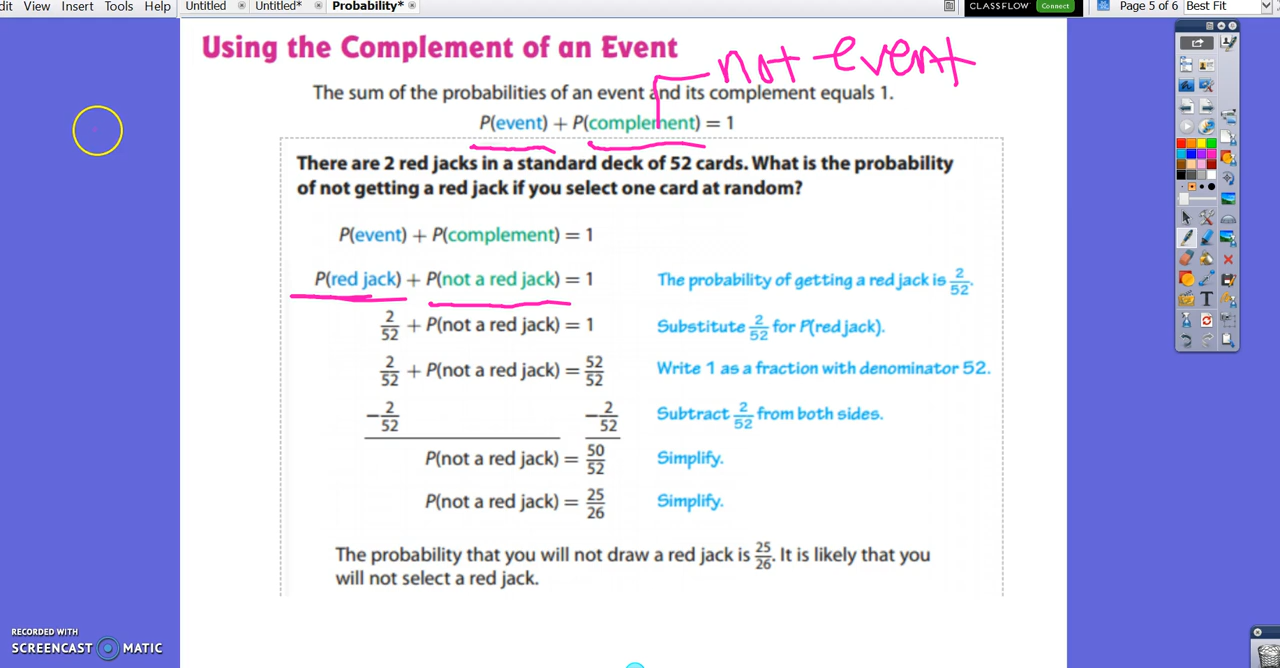 dit View Insert Tools Help Untitled Untitled* Probability* CLASSFLOW Connect Page 5 of 6 Best Fit
Using the Complement of an Event
not event
The sum of the probabilities of an event and its complement equals 1.
P(event) + P(complement) = 1
There are 2 red jacks in a standard deck of 52 cards. What is the probability
of not getting a red jack if you select one card at random?
P(event) + P(complement) = 1
P(red jack) + P(not a red jack) = 1 The probability of getting a red jack is 2/52.
2/52 + P(not a red jack) = 1 Substitute 2/52 for P(red jack).
2/52 + P(not a red jack) = 52/52 Write 1 as a fraction with denominator 52.
−2/52 −2/52 Subtract 2/52 from both sides.
P(not a red jack) = 50/52 Simplify.
P(not a red jack) = 25/26 Simplify.
The probability that you will not draw a red jack is 25/26. It is likely that you
will not select a red jack.
RECORDED WITH
SCREENCAST MATIC